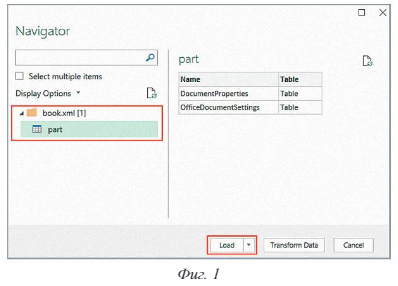 Navigator
Select multiple items
Display Options
book.xml [1]
part
part
Name Table
DocumentProperties Table
OfficeDocumentSettings Table
Load
Transform Data
Cancel
Фиг. 1